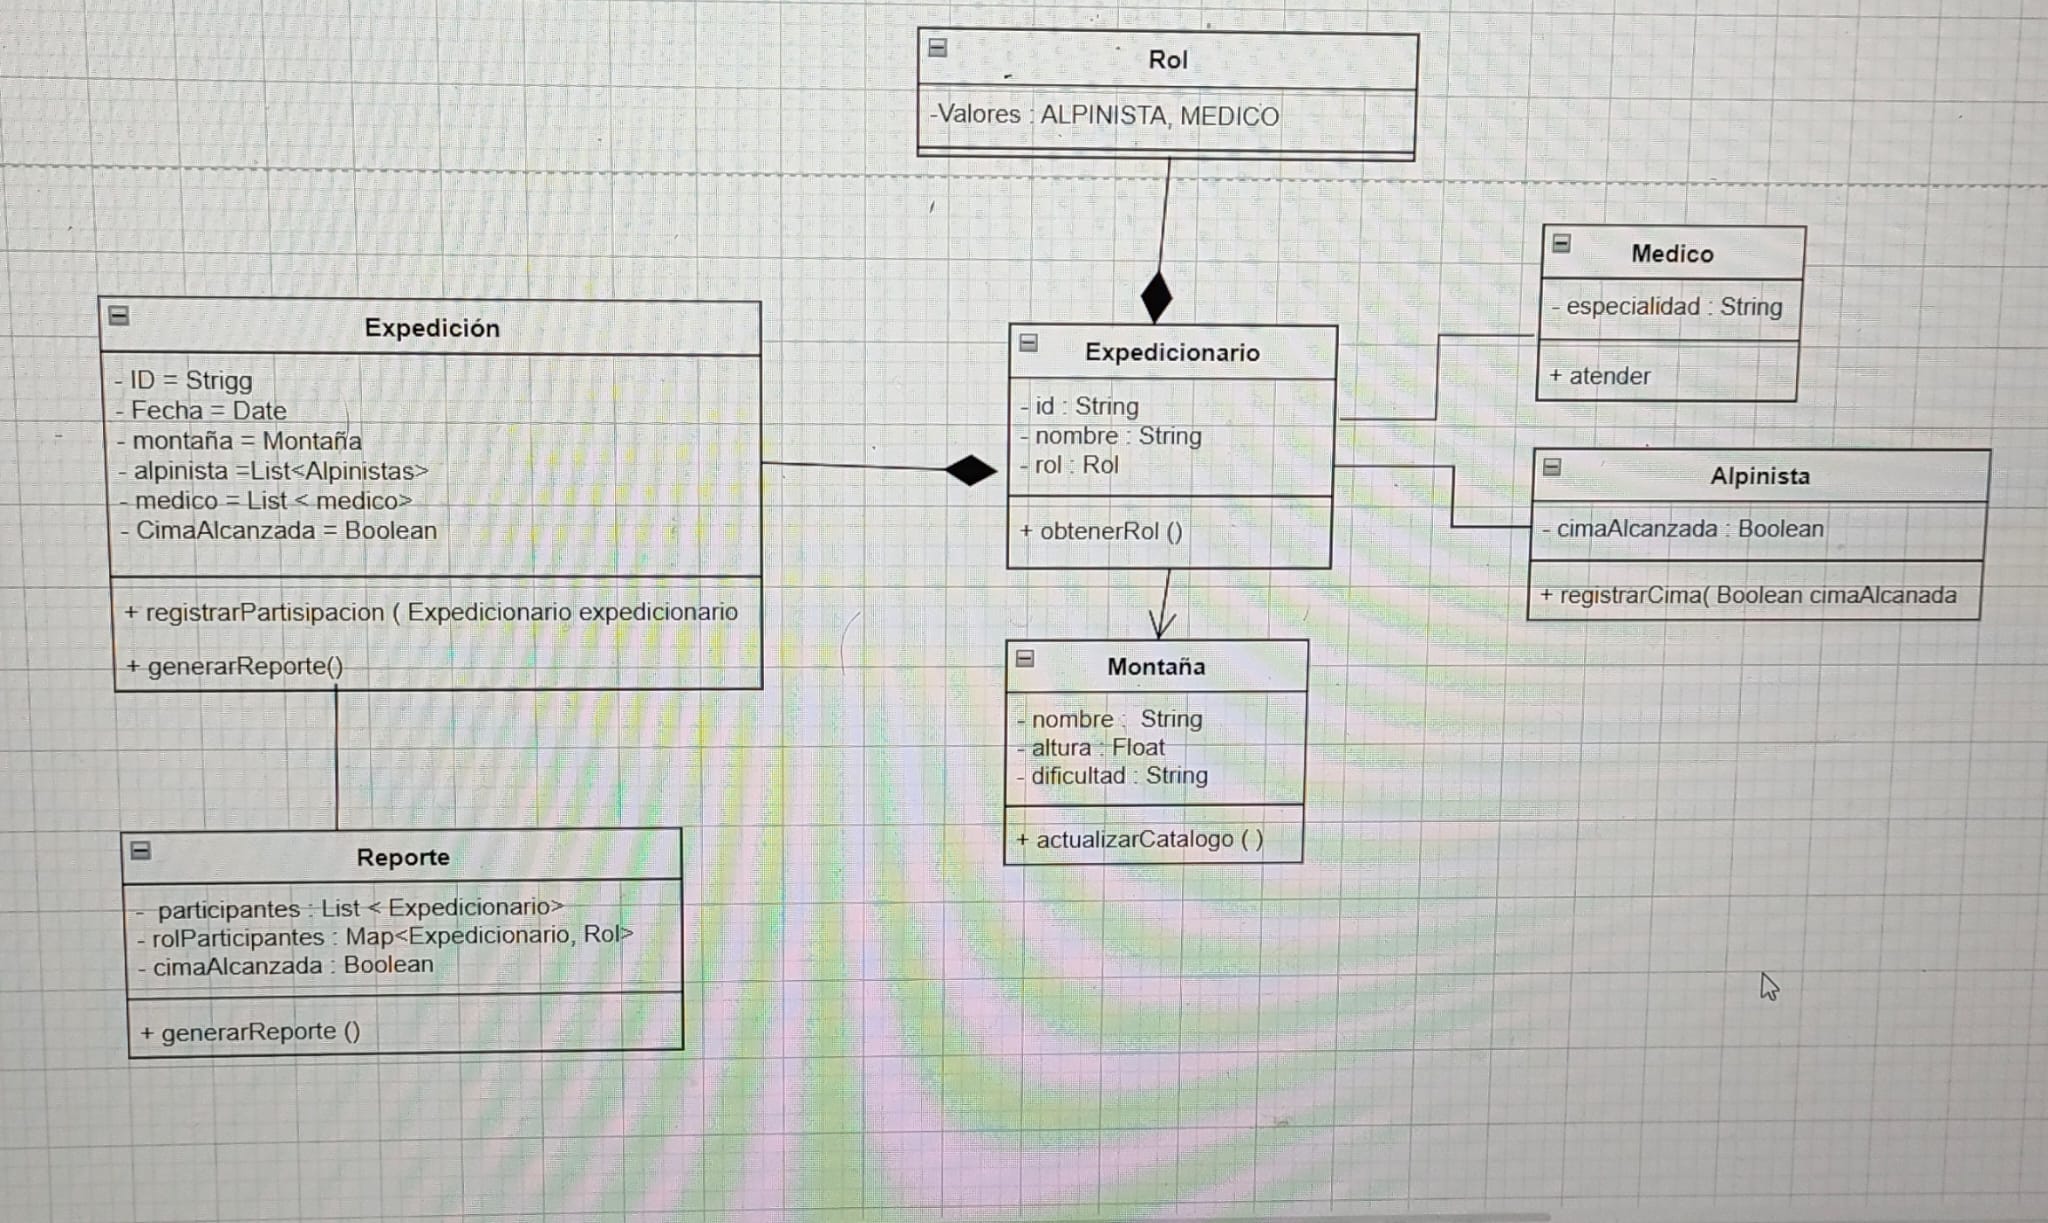 Rol
-Valores : ALPINISTA, MEDICO
Expedición
- ID = Strigg
- Fecha = Date
- montaña = Montaña
- alpinista =List<Alpinistas>
- medico = List < medico>
- CimaAlcanzada = Boolean
+ registrarPartisipacion ( Expedicionario expedicionario
+ generarReporte()
Expedicionario
- id : String
- nombre : String
- rol : Rol
+ obtenerRol ()
Medico
- especialidad : String
+ atender
Alpinista
- cimaAlcanzada : Boolean
+ registrarCima( Boolean cimaAlcanada
Montaña
- nombre : String
- altura : Float
- dificultad : String
+ actualizarCatalogo ( )
Reporte
- participantes : List < Expedicionario>
- rolParticipantes : Map<Expedicionario, Rol>
- cimaAlcanzada : Boolean
+ generarReporte ()